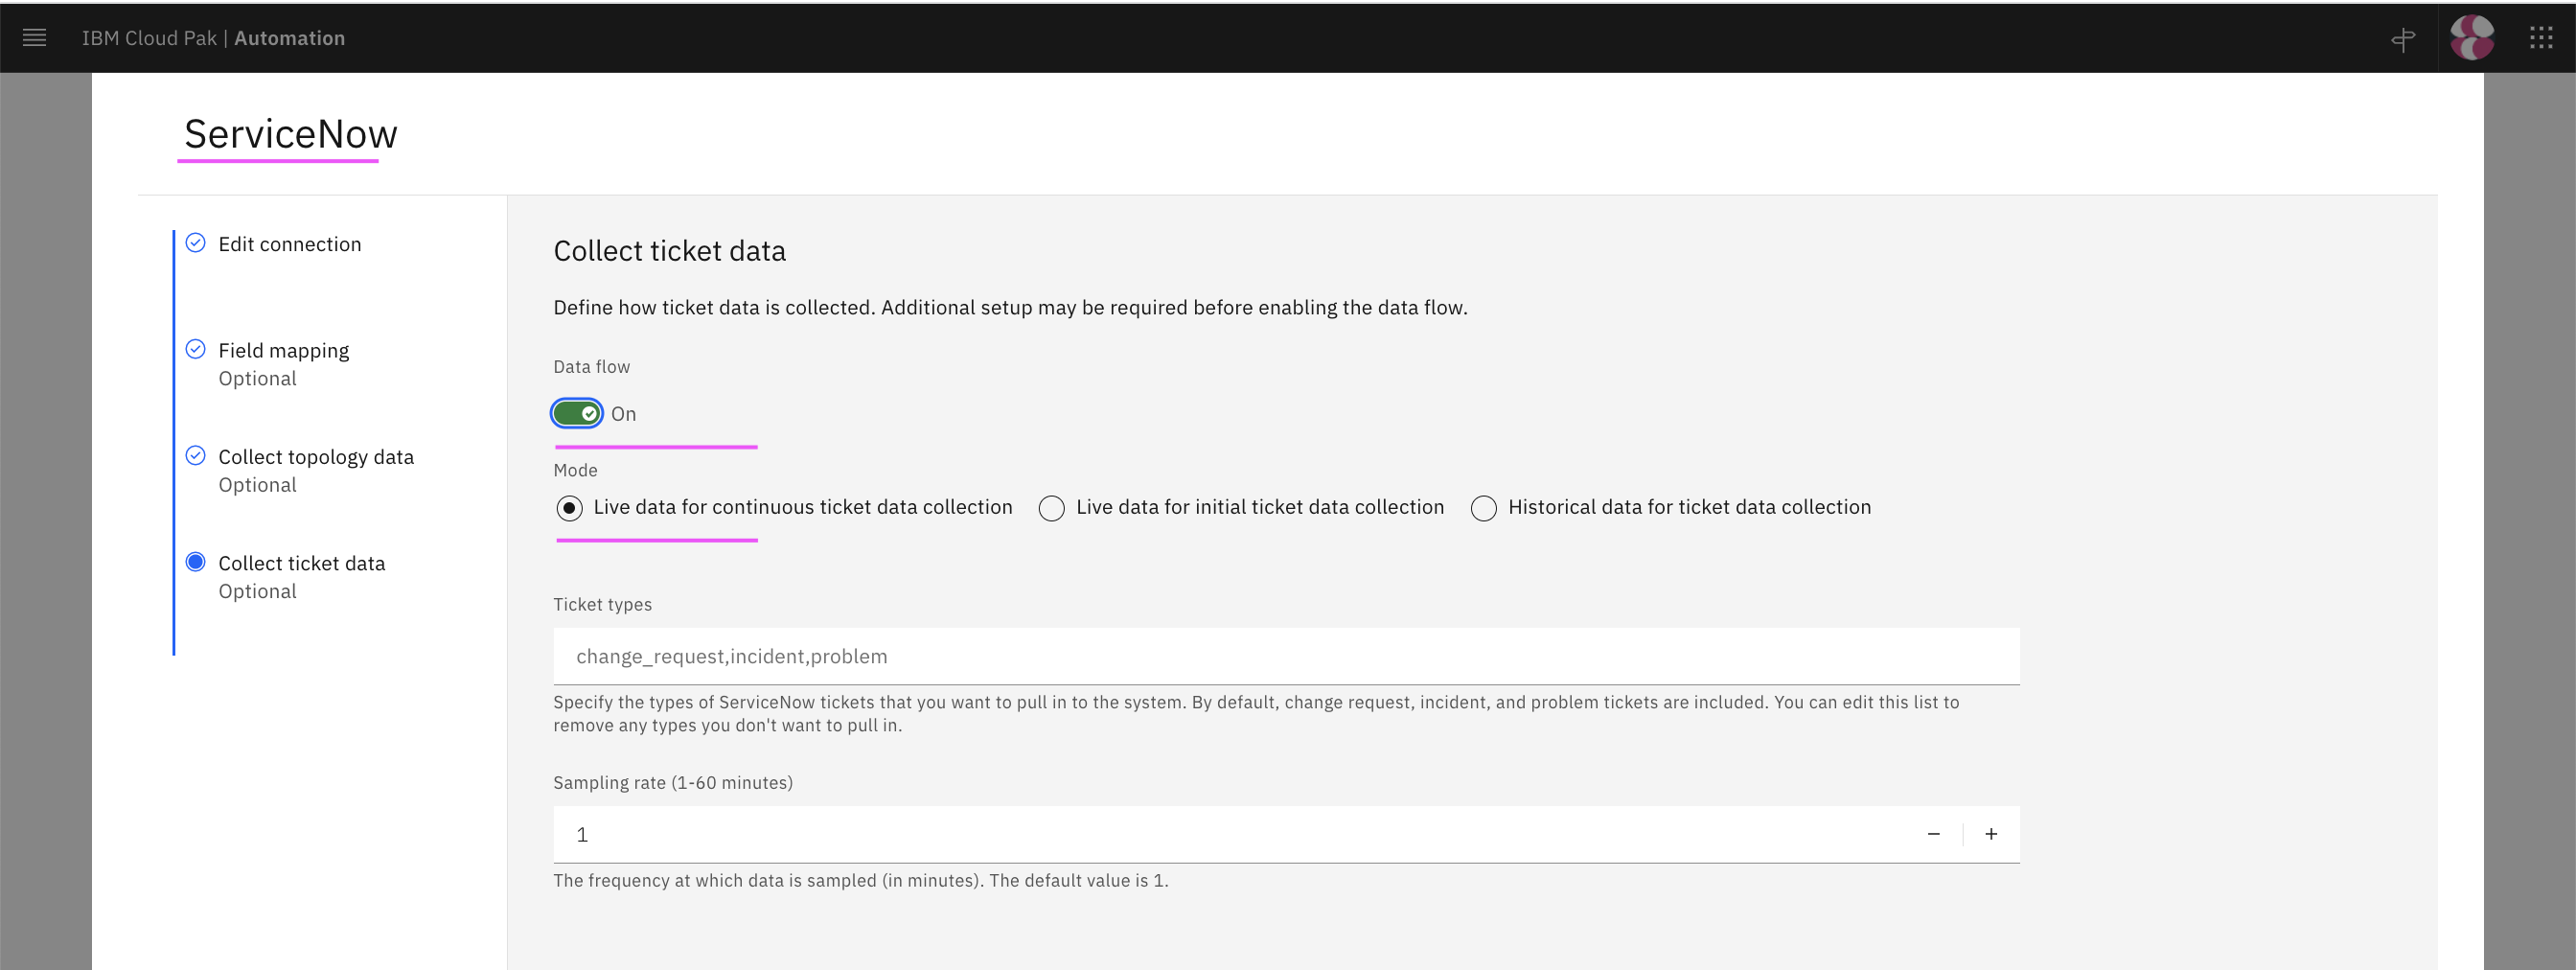 IBM Cloud Pak | Automation
ServiceNow
Edit connection
Field mapping
Optional
Collect topology data
Optional
Collect ticket data
Optional
Collect ticket data
Define how ticket data is collected. Additional setup may be required before enabling the data flow.
Data flow
On
Mode
Live data for continuous ticket data collection Live data for initial ticket data collection Historical data for ticket data collection
Ticket types
change_request,incident,problem
Specify the types of ServiceNow tickets that you want to pull in to the system. By default, change request, incident, and problem tickets are included. You can edit this list to
remove any types you don't want to pull in.
Sampling rate (1-60 minutes)
1
The frequency at which data is sampled (in minutes). The default value is 1.